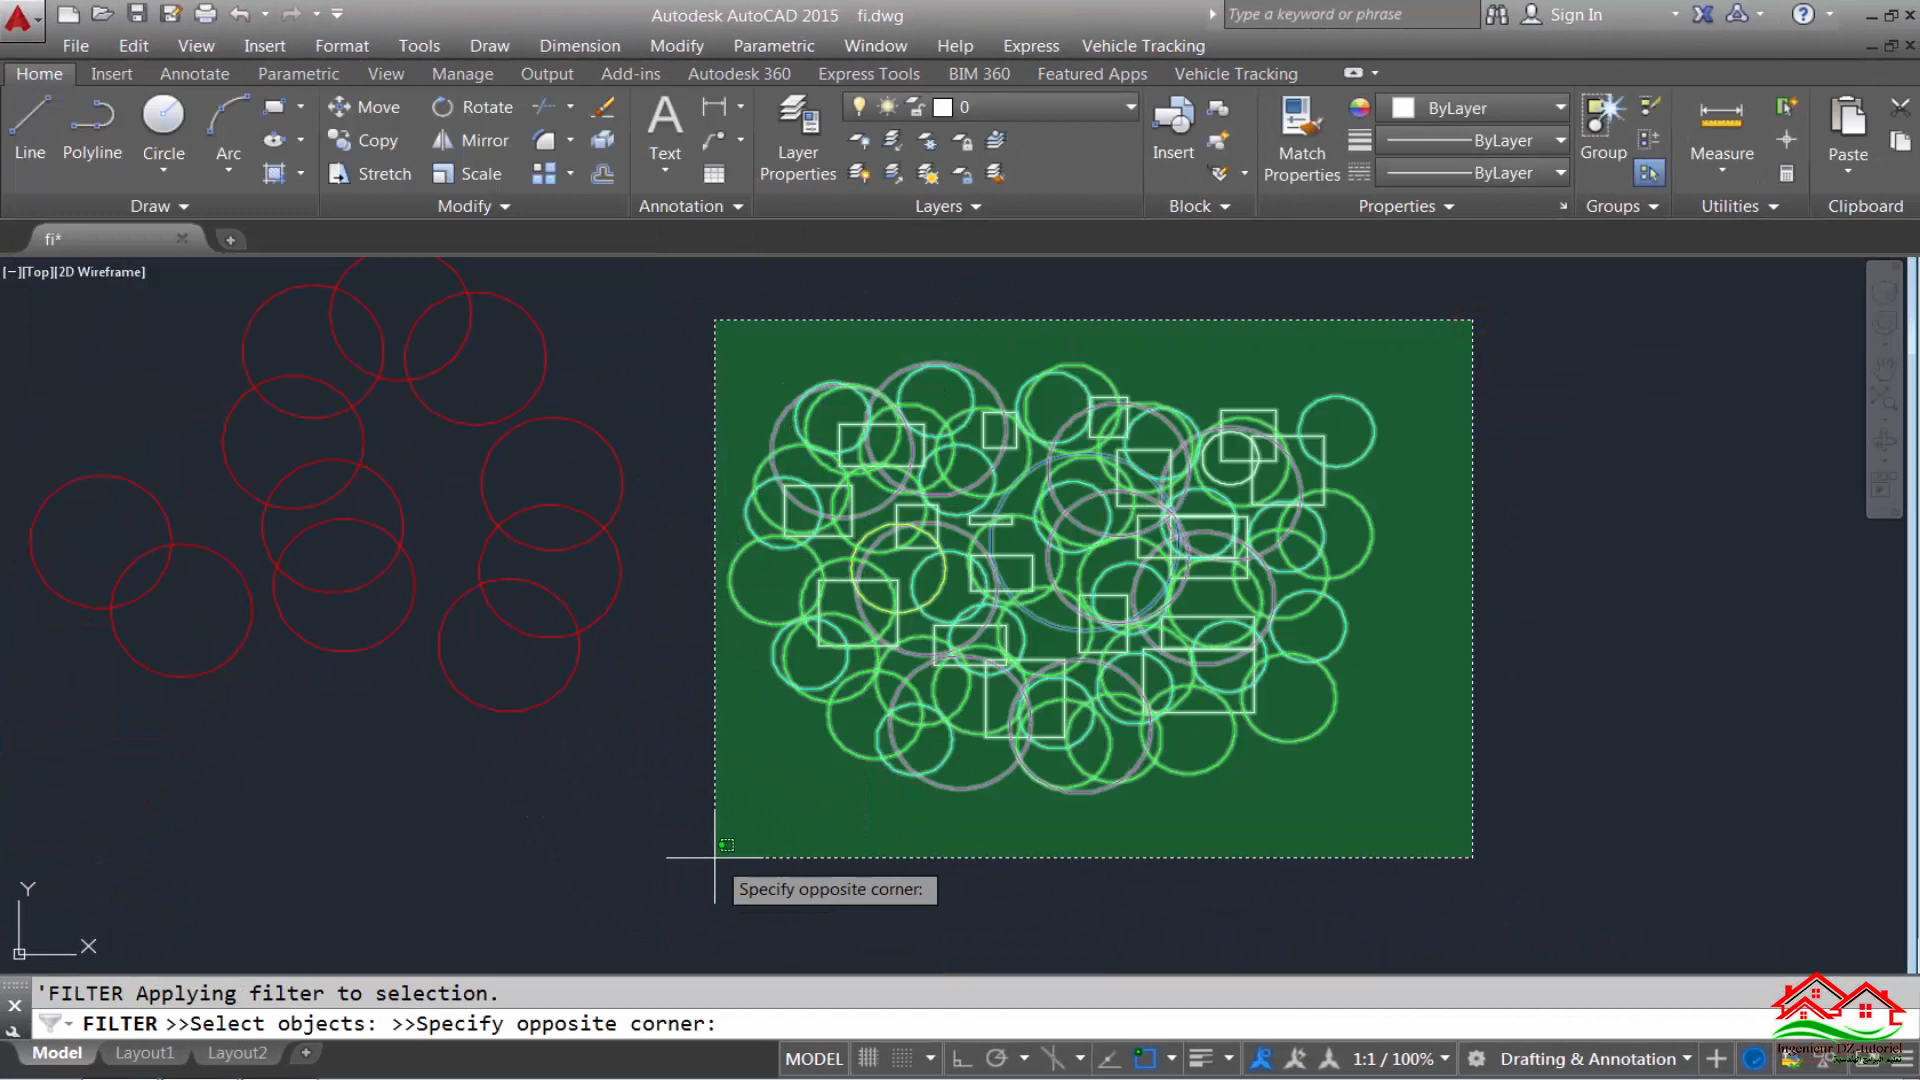 Autodesk AutoCAD 2015 fi.dwg
Type a keyword or phrase
Sign In
File Edit View Insert Format Tools Draw Dimension Modify Parametric Window Help Express Vehicle Tracking
Home Insert Annotate Parametric View Manage Output Add-ins Autodesk 360 Express Tools BIM 360 Featured Apps Vehicle Tracking
Line Polyline Circle Arc
Move Rotate
Copy Mirror
Stretch Scale
Text
Layer Properties
0
Insert
Match Properties
ByLayer
ByLayer
ByLayer
Group
Measure
Paste
Draw Modify Annotation Layers Block Properties Groups Utilities Clipboard
fi*
[−][Top][2D Wireframe]
Specify opposite corner:
Y
X
'FILTER Applying filter to selection.
FILTER >>Select objects: >>Specify opposite corner:
Model Layout1 Layout2
MODEL 1:1 / 100% Drafting & Annotation
Ingenieur DZ-tutoriel